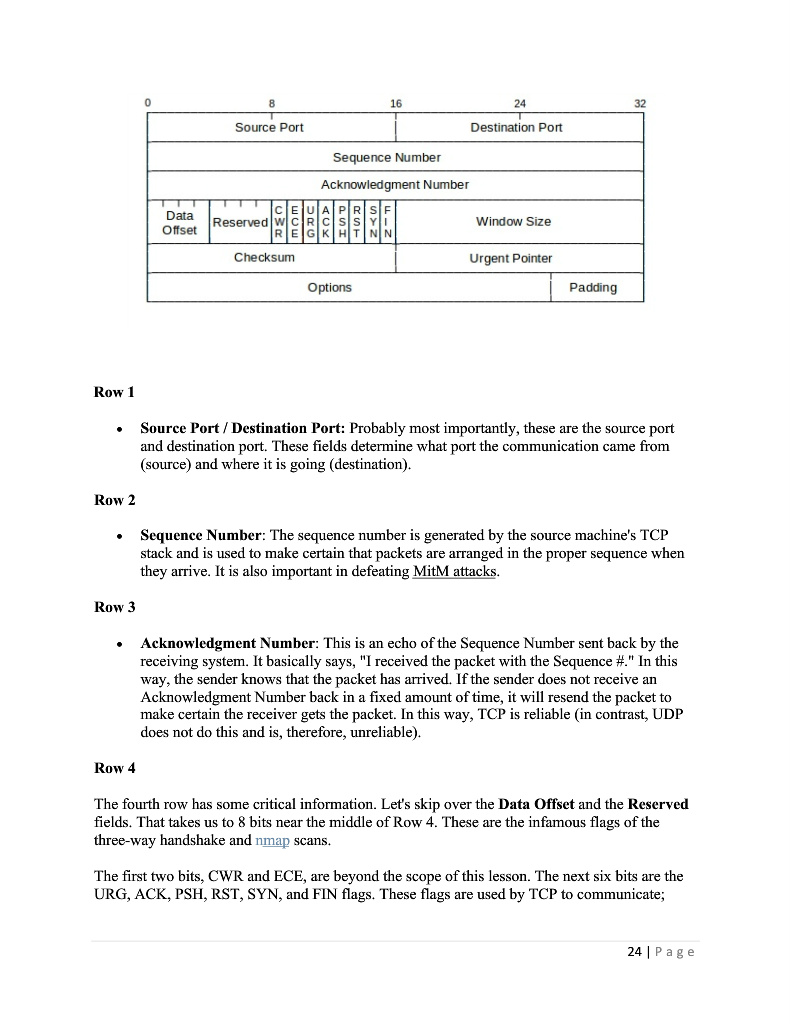 0 8 16 24 32
Source Port Destination Port
Sequence Number
Acknowledgment Number
Data Offset Reserved CWR ECE URG ACK PSH RST SYN FIN Window Size
Checksum Urgent Pointer
Options Padding
Row 1
• Source Port / Destination Port: Probably most importantly, these are the source port
and destination port. These fields determine what port the communication came from
(source) and where it is going (destination).
Row 2
• Sequence Number: The sequence number is generated by the source machine's TCP
stack and is used to make certain that packets are arranged in the proper sequence when
they arrive. It is also important in defeating MitM attacks.
Row 3
• Acknowledgment Number: This is an echo of the Sequence Number sent back by the
receiving system. It basically says, "I received the packet with the Sequence #." In this
way, the sender knows that the packet has arrived. If the sender does not receive an
Acknowledgment Number back in a fixed amount of time, it will resend the packet to
make certain the receiver gets the packet. In this way, TCP is reliable (in contrast, UDP
does not do this and is, therefore, unreliable).
Row 4
The fourth row has some critical information. Let's skip over the Data Offset and the Reserved
fields. That takes us to 8 bits near the middle of Row 4. These are the infamous flags of the
three-way handshake and nmap scans.
The first two bits, CWR and ECE, are beyond the scope of this lesson. The next six bits are the
URG, ACK, PSH, RST, SYN, and FIN flags. These flags are used by TCP to communicate;
24 | Page